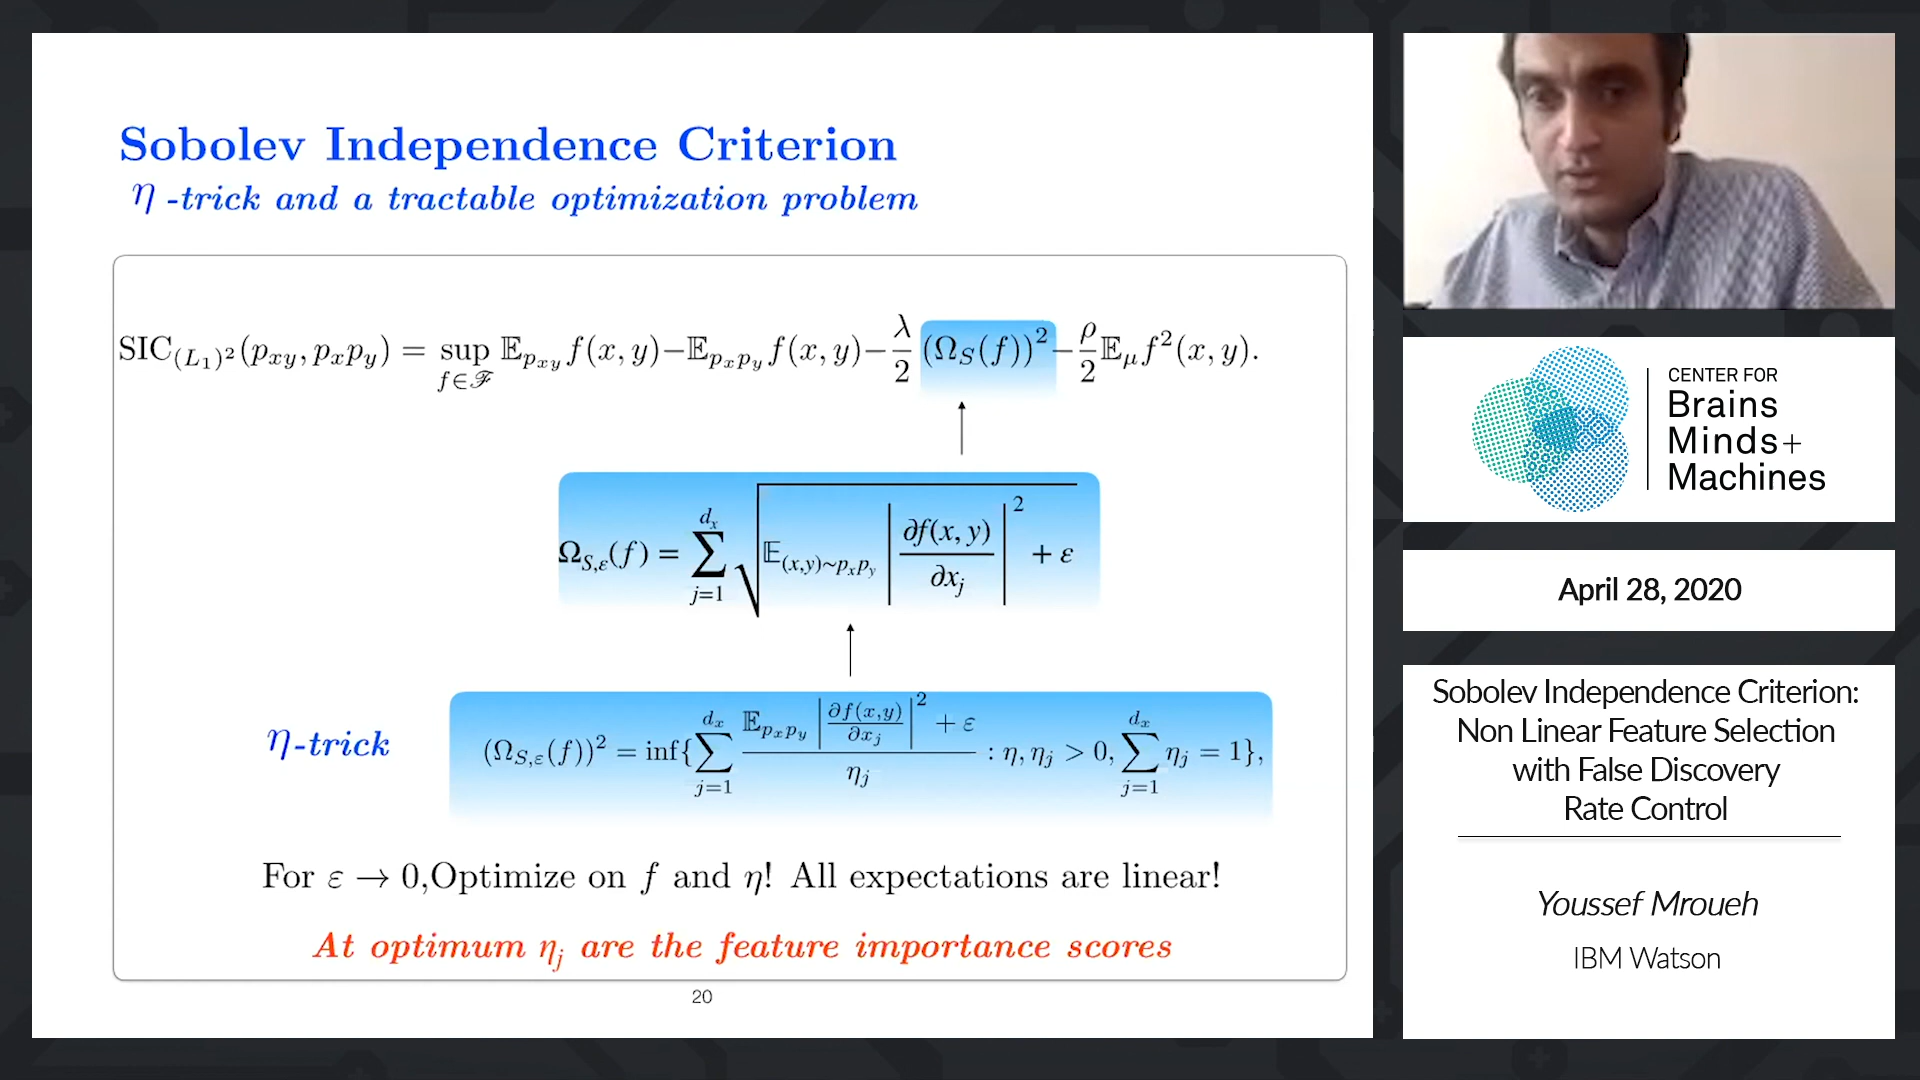 Sobolev Independence Criterion
η -trick and a tractable optimization problem
SIC_{(L_1)^2}(p_{xy}, p_x p_y) = sup_{f∈ℱ} 𝔼_{p_{xy}} f(x, y) − 𝔼_{p_x p_y} f(x, y) − λ/2 (Ω_S(f))^2 − ρ/2 𝔼_μ f^2(x, y).
Ω_{S,ε}(f) = ∑_{j=1}^{d_x} √(𝔼_{(x,y)∼p_x p_y} |∂f(x, y)/∂x_j|^2 + ε)
η-trick
(Ω_{S,ε}(f))^2 = inf{∑_{j=1}^{d_x} (𝔼_{p_x p_y} |∂f(x,y)/∂x_j|^2 + ε)/η_j : η, η_j > 0, ∑_{j=1}^{d_x} η_j = 1},
For ε → 0,Optimize on f and η! All expectations are linear!
At optimum η_j are the feature importance scores
20
CENTER FOR
Brains
Minds+
Machines
April 28, 2020
Sobolev Independence Criterion:
Non Linear Feature Selection
with False Discovery
Rate Control
Youssef Mroueh
IBM Watson